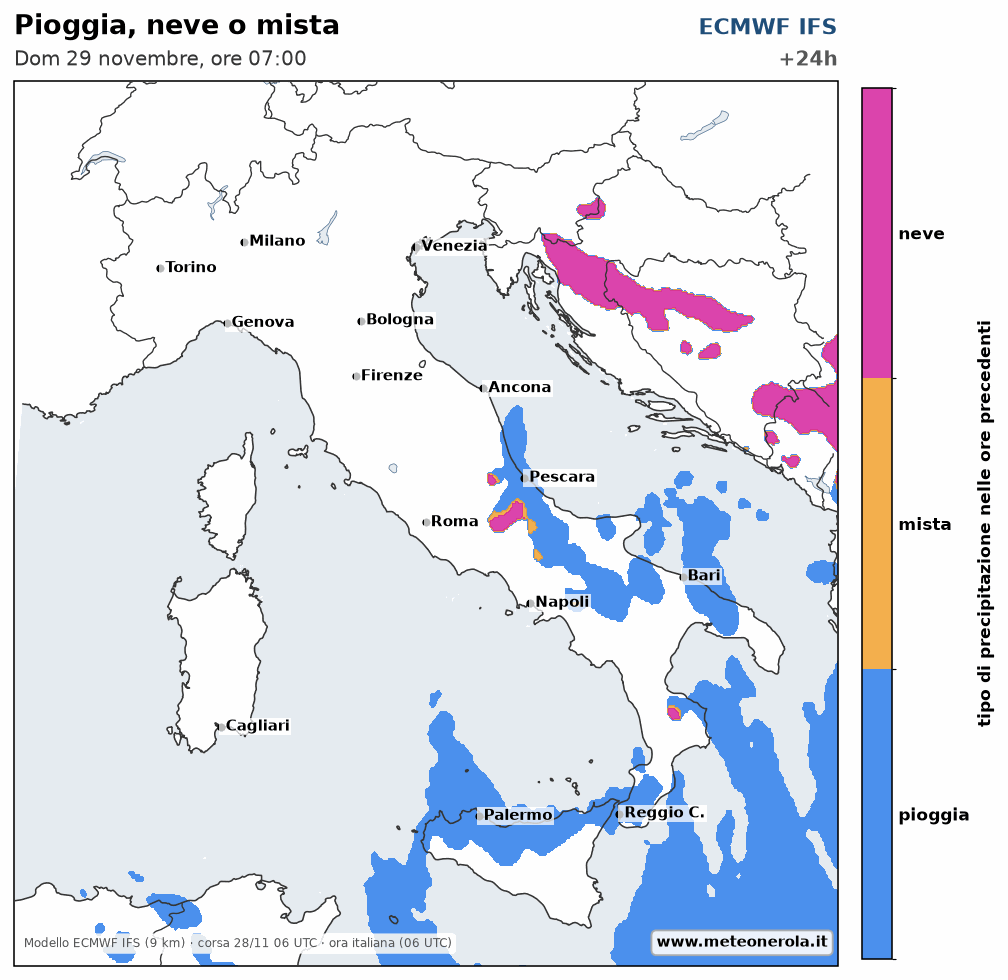 Pioggia, neve o mista
ECMWF IFS
Dom 29 novembre, ore 07:00
+24h
neve
Milano
Venezia
Torino
Genova
Bologna
Firenze
Ancona
Pescara
mista
Roma
Bari
Napoli
Cagliari
Palermo
Reggio C.
pioggia
tipo di precipitazione nelle ore precedenti
Modello ECMWF IFS (9 km) · corsa 28/11 06 UTC · ora italiana (06 UTC)
www.meteonerola.it